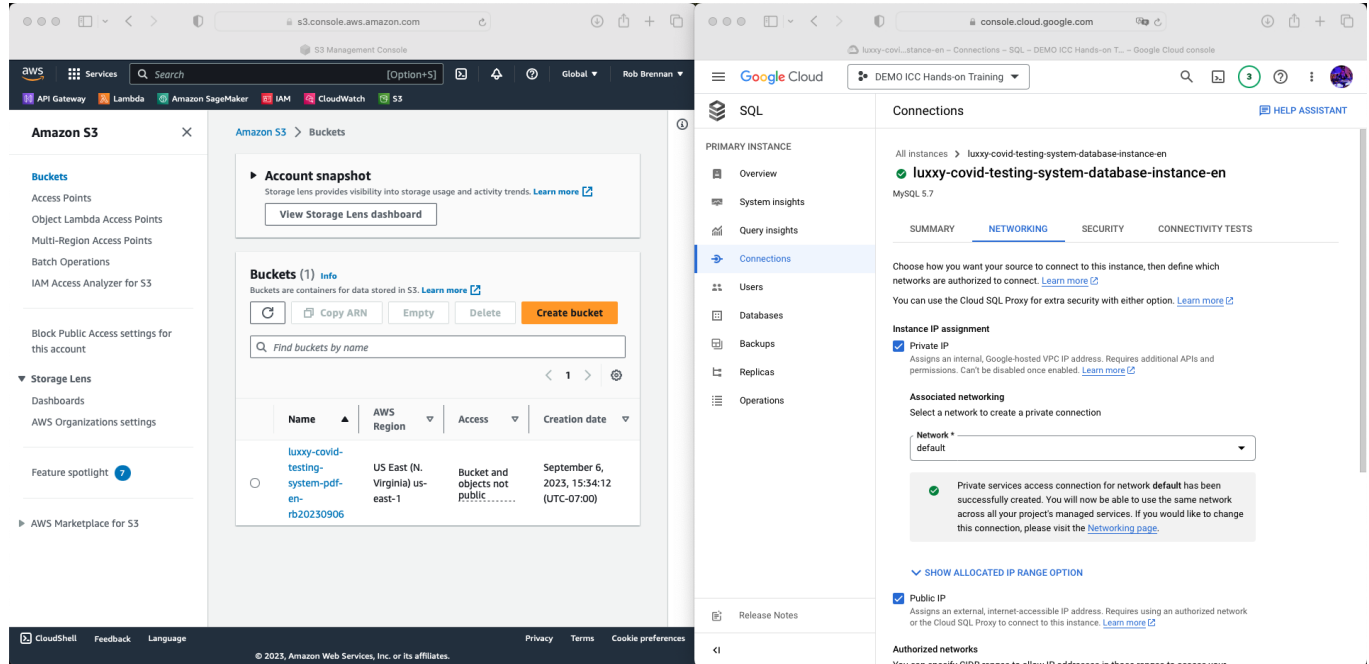 s3.console.aws.amazon.com
S3 Management Console
aws
Services
Search
[Option+S]
Global ▼
Rob Brennan ▼
API Gateway
Lambda
Amazon SageMaker
IAM
CloudWatch
S3
Amazon S3
Buckets
Access Points
Object Lambda Access Points
Multi-Region Access Points
Batch Operations
IAM Access Analyzer for S3
Block Public Access settings for
this account
Storage Lens
Dashboards
AWS Organizations settings
Feature spotlight 7
AWS Marketplace for S3
Amazon S3 > Buckets
Account snapshot
Storage lens provides visibility into storage usage and activity trends. Learn more
View Storage Lens dashboard
Buckets (1) Info
Buckets are containers for data stored in S3. Learn more
Copy ARN
Empty
Delete
Create bucket
Find buckets by name
< 1 >
Name
AWS
Region
Access
Creation date
luxxy-covid-
testing-
system-pdf-
en-
rb20230906
US East (N.
Virginia) us-
east-1
Bucket and
objects not
public
September 6,
2023, 15:34:12
(UTC-07:00)
CloudShell
Feedback
Language
Privacy
Terms
Cookie preferences
© 2023, Amazon Web Services, Inc. or its affiliates.
console.cloud.google.com
luxxy-covi...stance-en – Connections – SQL – DEMO ICC Hands-on T... – Google Cloud console
Google Cloud
DEMO ICC Hands-on Training
3
SQL
PRIMARY INSTANCE
Overview
System insights
Query insights
Connections
Users
Databases
Backups
Replicas
Operations
Release Notes
Connections
HELP ASSISTANT
All instances > luxxy-covid-testing-system-database-instance-en
luxxy-covid-testing-system-database-instance-en
MySQL 5.7
SUMMARY
NETWORKING
SECURITY
CONNECTIVITY TESTS
Choose how you want your source to connect to this instance, then define which
networks are authorized to connect. Learn more
You can use the Cloud SQL Proxy for extra security with either option. Learn more
Instance IP assignment
Private IP
Assigns an internal, Google-hosted VPC IP address. Requires additional APIs and
permissions. Can't be disabled once enabled. Learn more
Associated networking
Select a network to create a private connection
Network *
default
Private services access connection for network default has been
successfully created. You will now be able to use the same network
across all your project's managed services. If you would like to change
this connection, please visit the Networking page.
SHOW ALLOCATED IP RANGE OPTION
Public IP
Assigns an external, internet-accessible IP address. Requires using an authorized network
or the Cloud SQL Proxy to connect to this instance. Learn more
Authorized networks
You can specify CIDR ranges to allow IP addresses in those ranges to access your